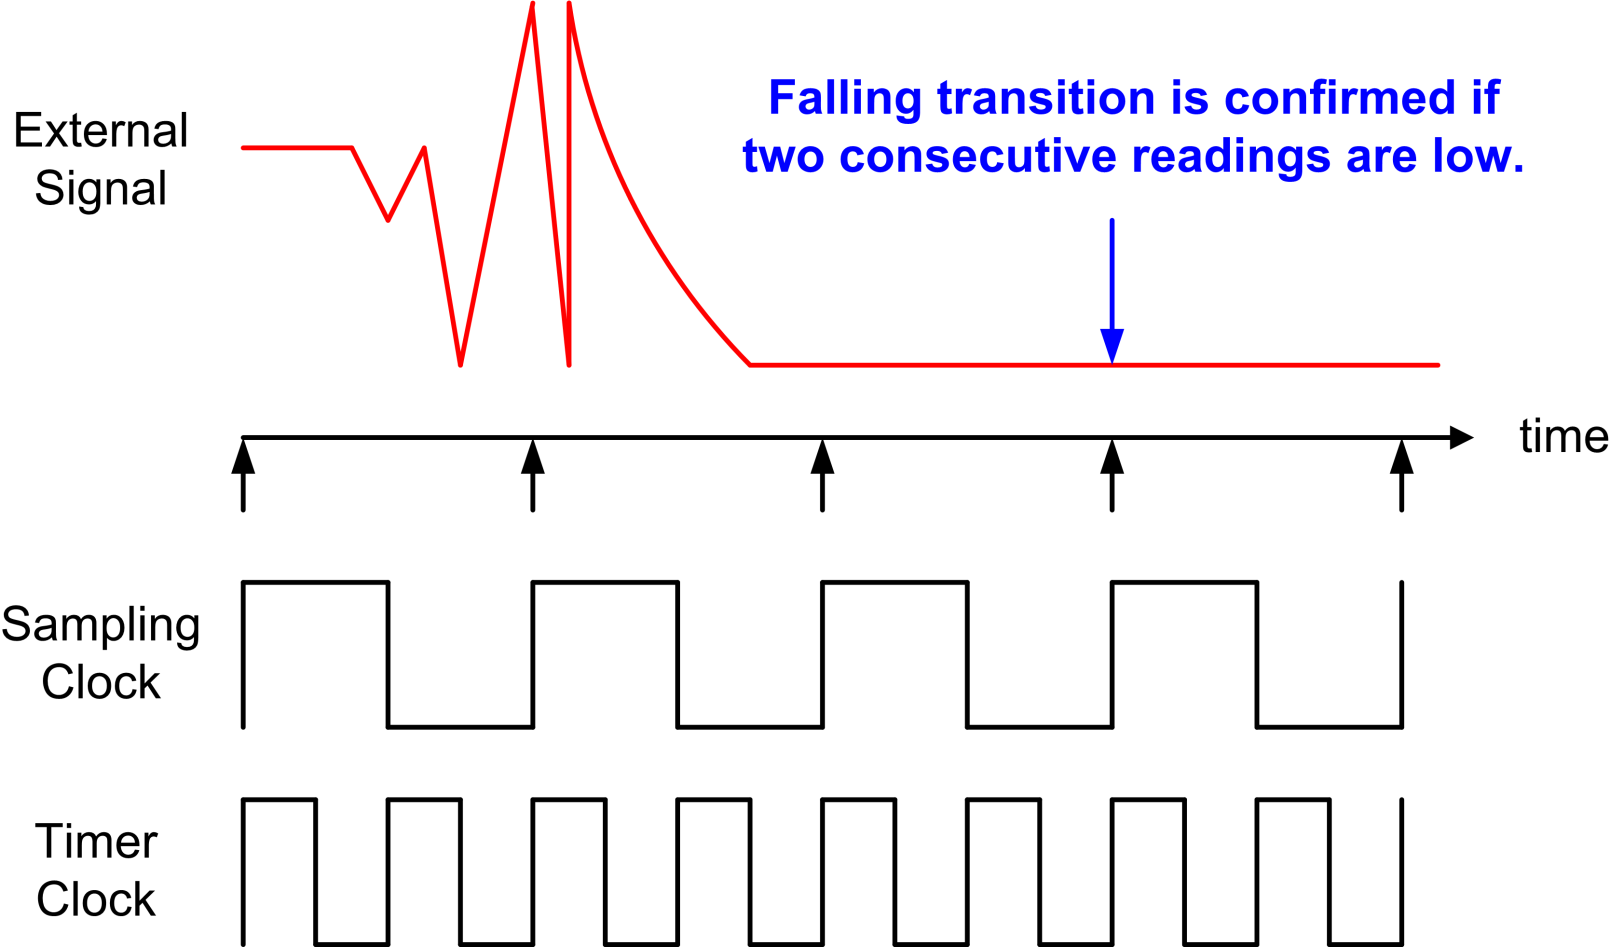 External
Signal
Falling transition is confirmed if
two consecutive readings are low.
time
Sampling
Clock
Timer
Clock